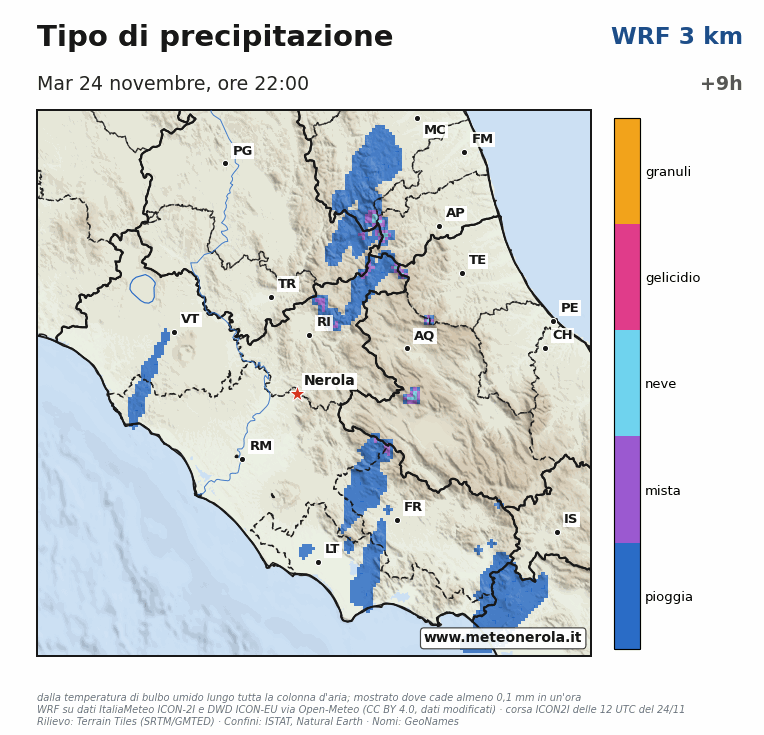 Tipo di precipitazione
WRF 3 km
Mar 24 novembre, ore 22:00
+9h
MC
FM
PG
AP
TE
TR
PE
VT
RI
AQ
CH
Nerola
RM
FR
IS
LT
www.meteonerola.it
granuli
gelicidio
neve
mista
pioggia
dalla temperatura di bulbo umido lungo tutta la colonna d'aria; mostrato dove cade almeno 0,1 mm in un'ora
WRF su dati ItaliaMeteo ICON-2I e DWD ICON-EU via Open-Meteo (CC BY 4.0, dati modificati) · corsa ICON2I delle 12 UTC del 24/11
Rilievo: Terrain Tiles (SRTM/GMTED) · Confini: ISTAT, Natural Earth · Nomi: GeoNames